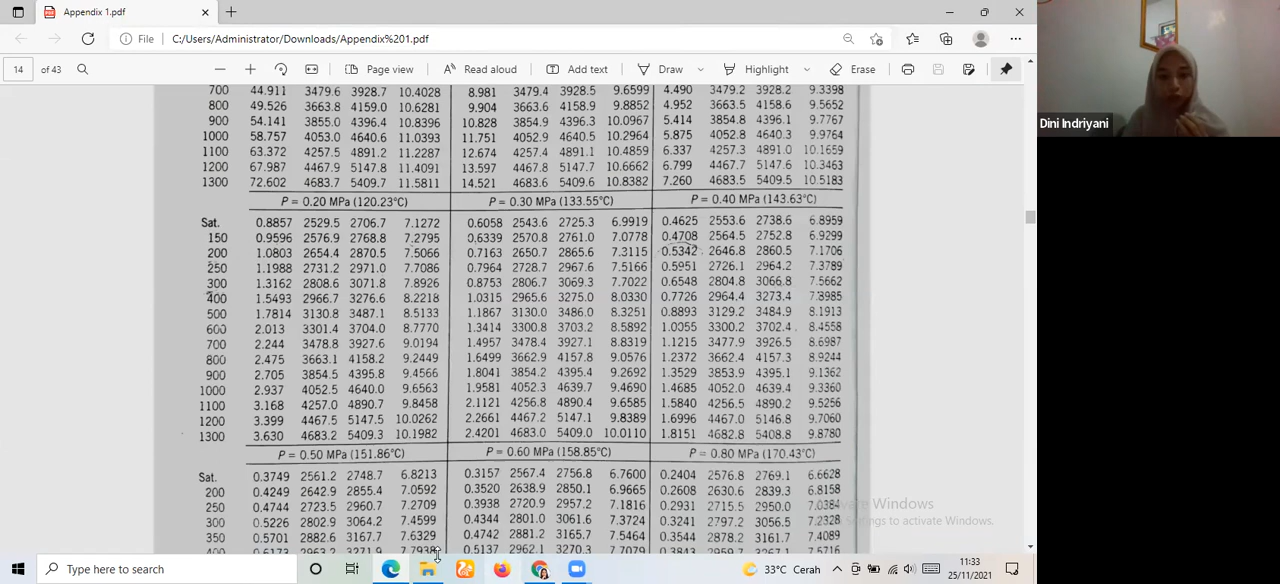 Appendix 1.pdf
File C:/Users/Administrator/Downloads/Appendix%201.pdf
14 of 43 Page view Read aloud Add text Draw Highlight Erase
700 44.911 3479.6 3928.7 10.4028 8.981 3479.4 3928.6 9.6599 4.490 3479.2 3928.2 9.3398
800 49.526 3663.8 4159.0 10.6281 9.904 3663.6 4158.9 9.8852 4.952 3663.5 4158.6 9.5652
900 54.141 3855.0 4396.4 10.8396 10.828 3854.9 4396.3 10.0967 5.414 3854.8 4396.1 9.7767
1000 58.757 4053.0 4640.6 11.0393 11.751 4052.9 4640.5 10.2964 5.875 4052.8 4640.3 9.9764
1100 63.372 4257.5 4891.2 11.2287 12.674 4257.4 4891.1 10.4859 6.337 4257.3 4891.0 10.1659
1200 67.987 4467.9 5147.8 11.4091 13.597 4467.8 5147.7 10.6662 6.799 4467.7 5147.6 10.3463
1300 72.602 4683.7 5409.7 11.5811 14.521 4683.6 5409.6 10.8382 7.260 4683.5 5409.5 10.5183
P = 0.20 MPa (120.23°C) P = 0.30 MPa (133.55°C) P = 0.40 MPa (143.63°C)
Sat. 0.8857 2529.5 2706.7 7.1272 0.6058 2543.6 2725.3 6.9919 0.4625 2553.6 2738.6 6.8959
150 0.9596 2576.9 2768.8 7.2795 0.6339 2570.8 2761.0 7.0778 0.4708 2564.5 2752.8 6.9299
200 1.0803 2654.4 2870.5 7.5066 0.7163 2650.7 2865.6 7.3115 0.5342 2646.8 2860.5 7.1706
250 1.1988 2731.2 2971.0 7.7086 0.7964 2728.7 2967.6 7.5166 0.5951 2726.1 2964.2 7.3789
300 1.3162 2808.6 3071.8 7.8926 0.8753 2806.7 3069.3 7.7022 0.6548 2804.8 3066.8 7.5662
400 1.5493 2966.7 3276.6 8.2218 1.0315 2965.6 3275.0 8.0330 0.7726 2964.4 3273.4 7.8985
500 1.7814 3130.8 3487.1 8.5133 1.1867 3130.0 3486.0 8.3251 0.8893 3129.2 3484.9 8.1913
600 2.013 3301.4 3704.0 8.7770 1.3414 3300.8 3703.2 8.5892 1.0055 3300.2 3702.4 8.4558
700 2.244 3478.8 3927.6 9.0194 1.4957 3478.4 3927.1 8.8319 1.1215 3477.9 3926.5 8.6987
800 2.475 3663.1 4158.2 9.2449 1.6499 3662.9 4157.8 9.0576 1.2372 3662.4 4157.3 8.9244
900 2.705 3854.5 4395.8 9.4566 1.8041 3854.2 4395.4 9.2692 1.3529 3853.9 4395.1 9.1362
1000 2.937 4052.5 4640.0 9.6563 1.9581 4052.3 4639.7 9.4690 1.4685 4052.0 4639.4 9.3360
1100 3.168 4257.0 4890.7 9.8458 2.1121 4256.8 4890.4 9.6585 1.5840 4256.5 4890.2 9.5256
1200 3.399 4467.5 5147.5 10.0262 2.2661 4467.2 5147.1 9.8389 1.6996 4467.0 5146.8 9.7060
1300 3.630 4683.2 5409.3 10.1982 2.4201 4683.0 5409.0 10.0110 1.8151 4682.8 5408.8 9.8780
P = 0.50 MPa (151.86°C) P = 0.60 MPa (158.85°C) P = 0.80 MPa (170.43°C)
Sat. 0.3749 2561.2 2748.7 6.8213 0.3157 2567.4 2756.8 6.7600 0.2404 2576.8 2769.1 6.6628
200 0.4249 2642.9 2855.4 7.0592 0.3520 2638.9 2850.1 6.9665 0.2608 2630.6 2839.3 6.8158
250 0.4744 2723.5 2960.7 7.2709 0.3938 2720.9 2957.2 7.1816 0.2931 2715.5 2950.0 7.0384
300 0.5226 2802.9 3064.2 7.4599 0.4344 2801.0 3061.6 7.3724 0.3241 2797.2 3056.5 7.2328
350 0.5701 2882.6 3167.7 7.6329 0.4742 2881.2 3165.7 7.5464 0.3544 2878.2 3161.7 7.4089
400 0.6173 2963.2 3271.9 7.7938 0.5137 2962.1 3270.3 7.7079 0.3843 2959.7 3267.1 7.5716
Windows
ings to activate Windows.
Dini Indriyani
Type here to search 33°C Cerah 11:33
25/11/2021